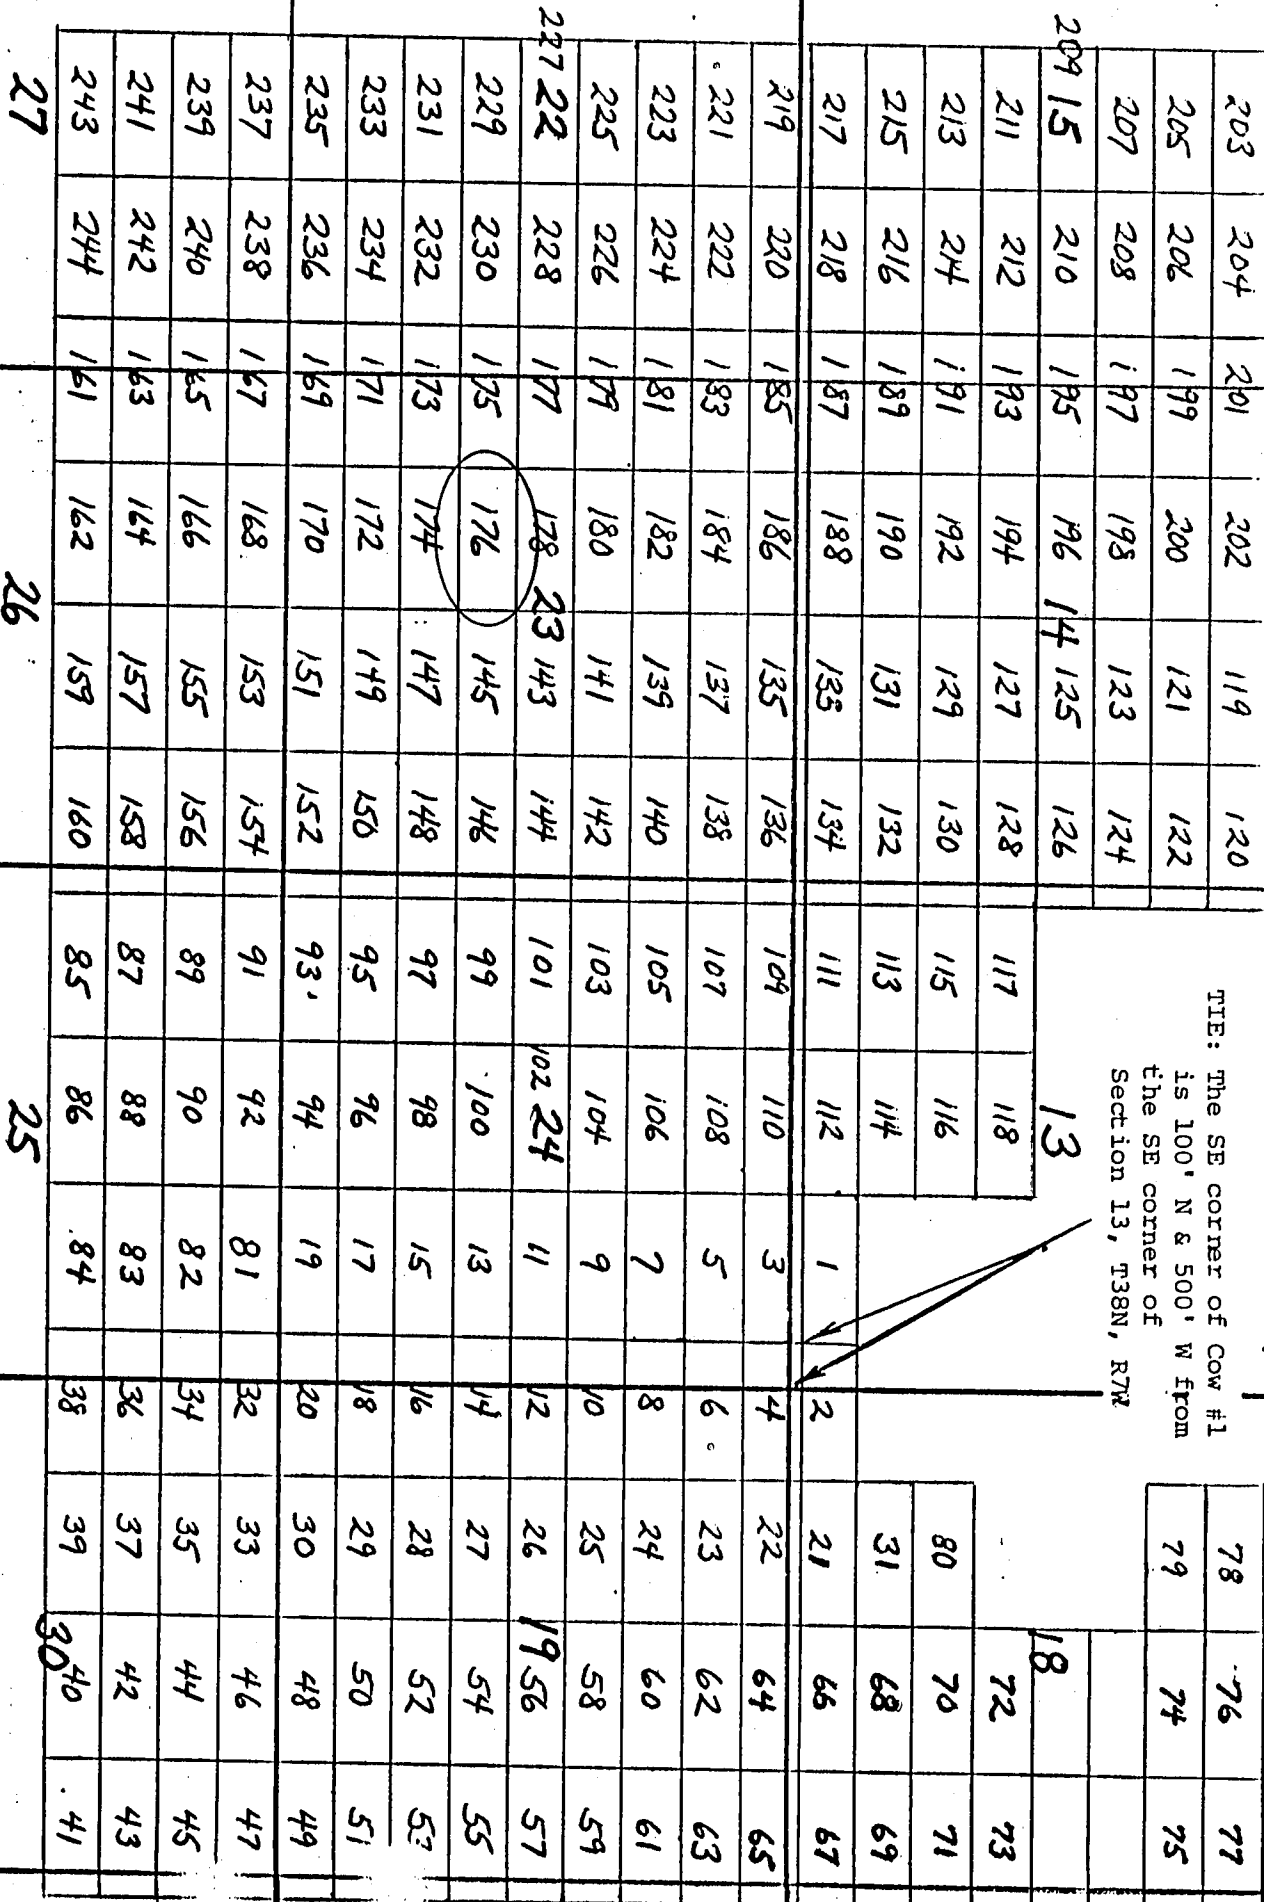 203 204 201 202 119 120 TIE: The SE corner of Cow #1 78 76 77
205 206 199 200 121 122 is 100' N & 500' W from 79 74 75
the SE corner of
207 208 197 198 123 124 Section 13, T38N, R7W
209 15 210 195 196 14 125 126 13 18
211 212 193 194 127 128 117 118 72 73
213 214 191 192 129 130 115 116 80 70 71
215 216 189 190 131 132 113 114 31 68 69
217 218 187 188 133 134 111 112 1 2 21 66 67
219 220 185 186 135 136 109 110 3 4 22 64 65
221 222 183 184 137 138 107 108 5 6 23 62 63
223 224 181 182 139 140 105 106 7 8 24 60 61
225 226 179 180 141 142 103 104 9 10 25 58 59
227 22 228 177 178 23 143 144 101 102 24 11 12 26 19 56 57
229 230 175 176 145 146 99 100 13 14 27 54 55
231 232 173 174 147 148 97 98 15 16 28 52 53
233 234 171 172 149 150 95 96 17 18 29 50 51
235 236 169 170 151 152 93 94 19 20 30 48 49
237 238 167 168 153 154 91 92 81 32 33 46 47
239 240 165 166 155 156 89 90 82 34 35 44 45
241 242 163 164 157 158 87 88 83 36 37 42 43
243 244 161 162 159 160 85 86 84 38 39 40 41
27 26 25 30